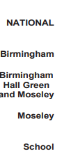 NATIONAL
Birmingham
Birmingham
Hall Green
and Moseley
Moseley
School